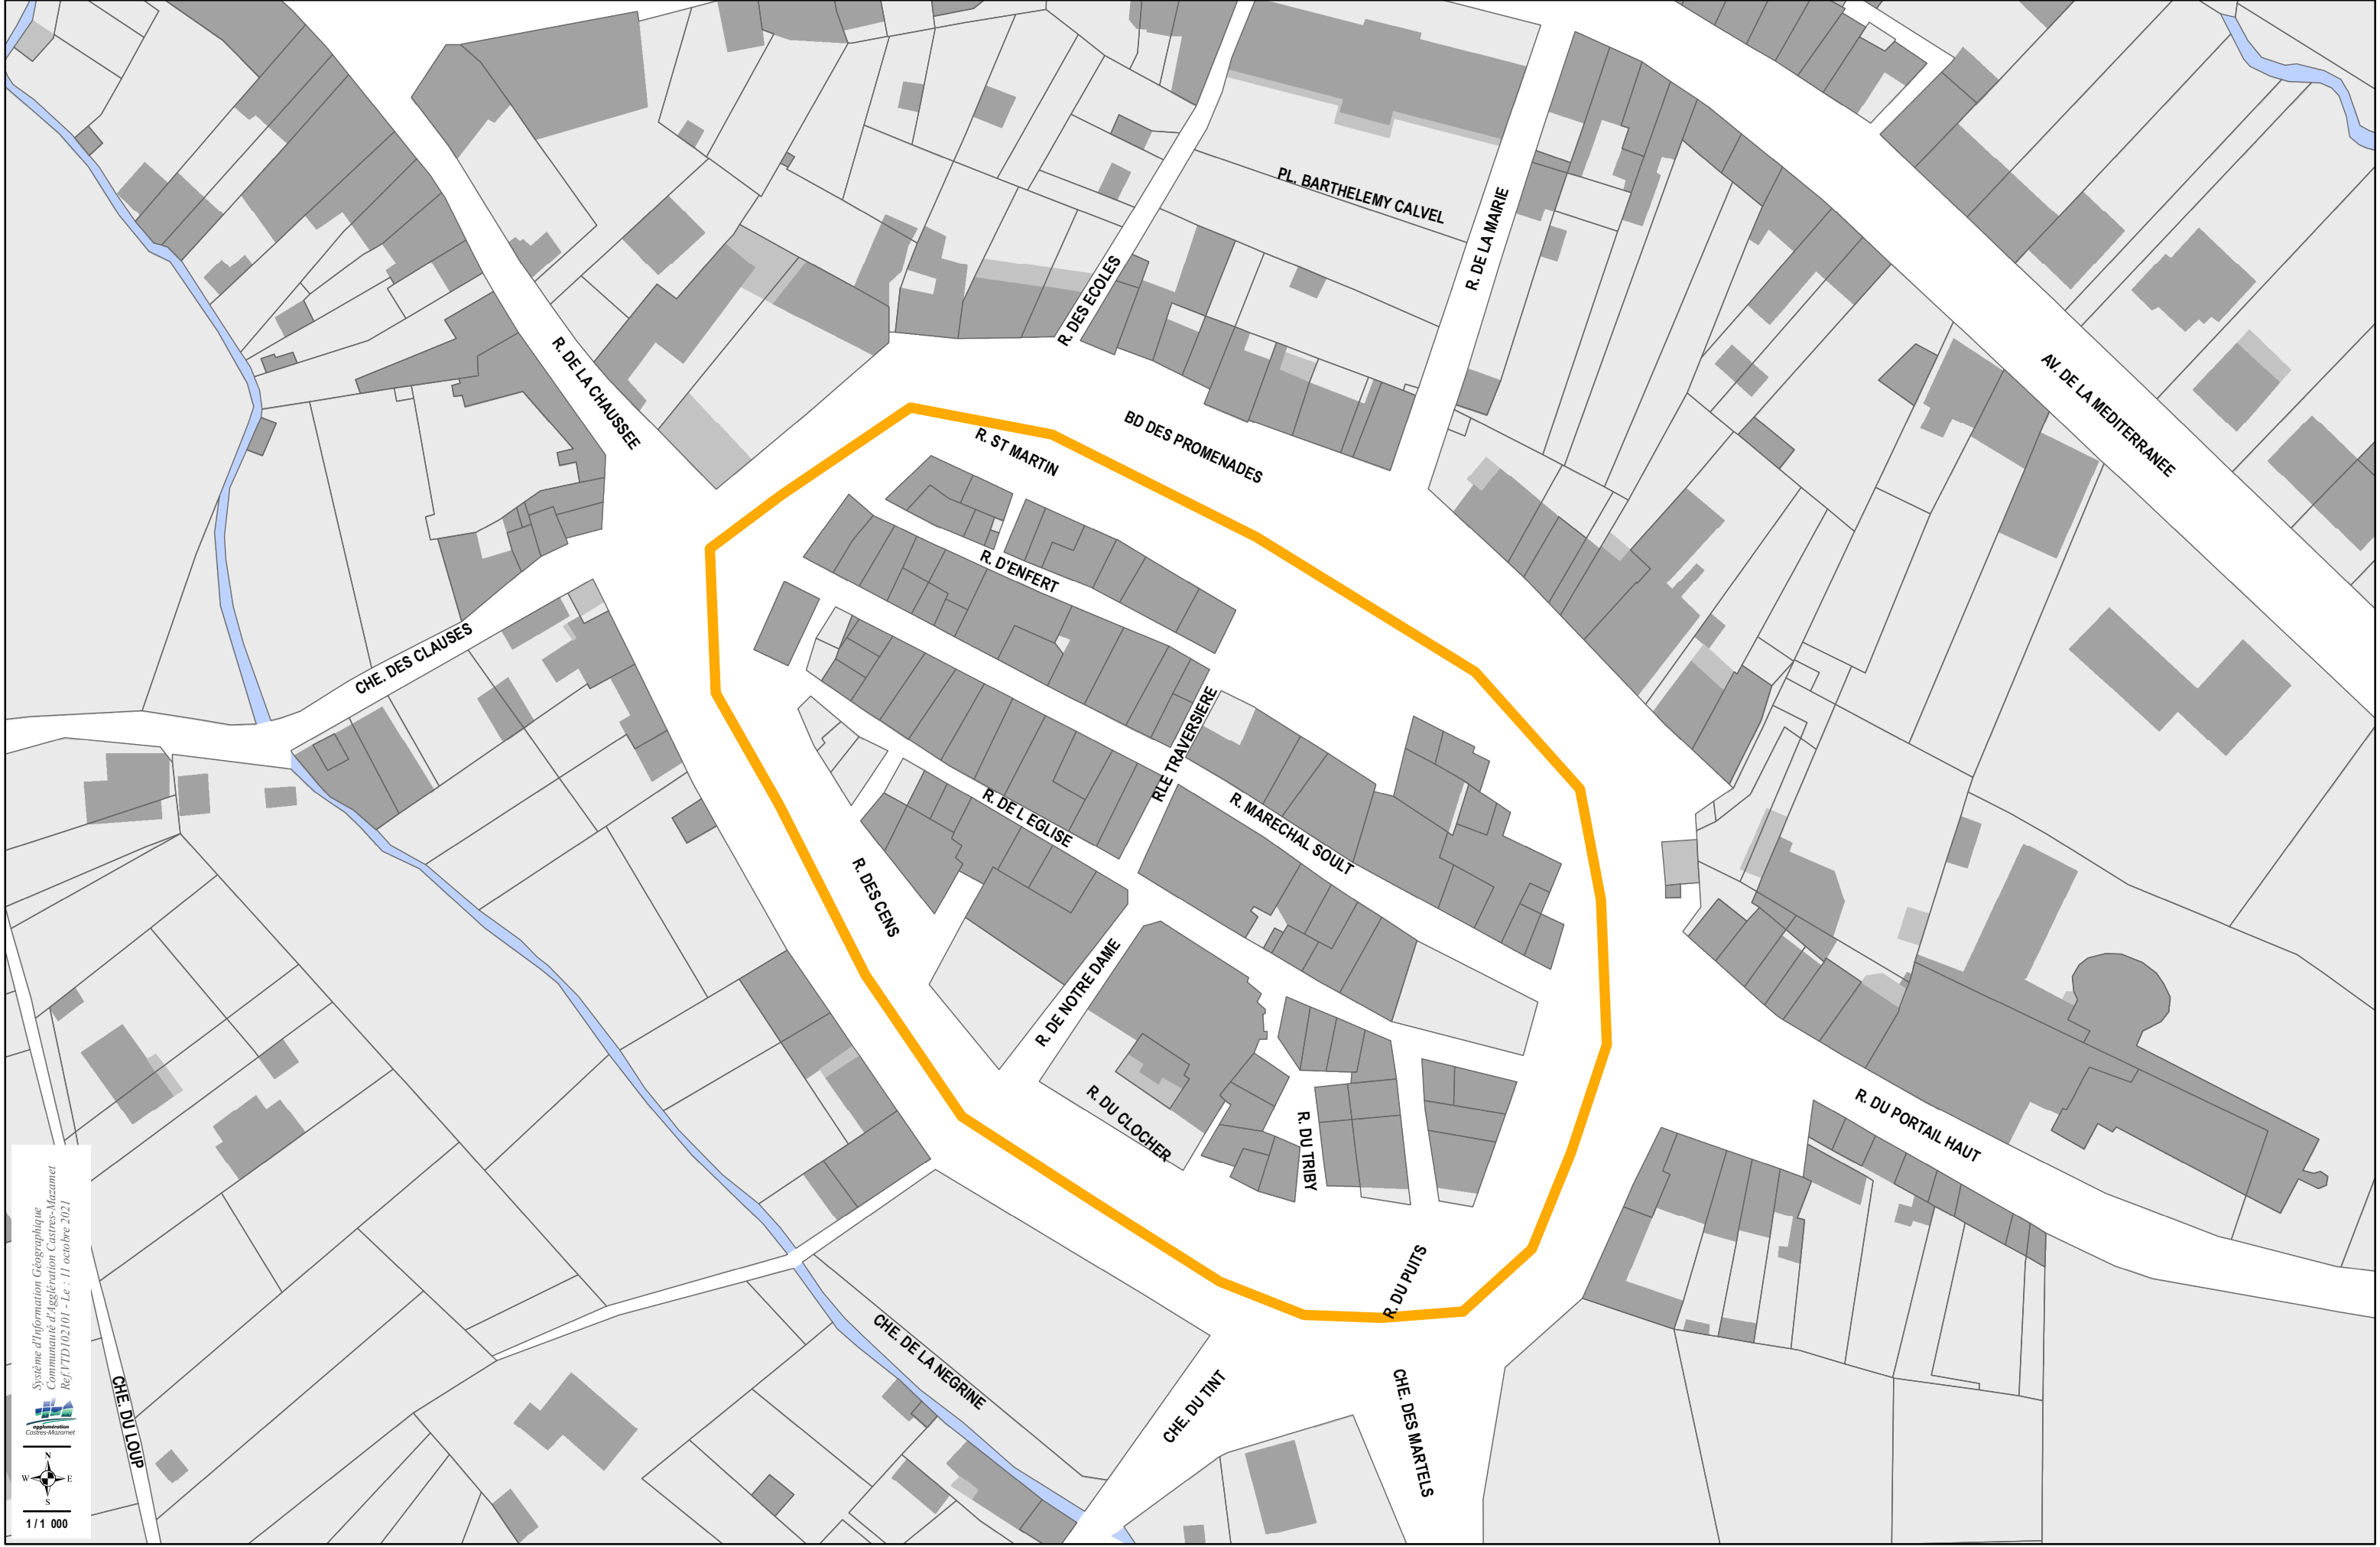 PL. BARTHELEMY CALVEL
R. DE LA MAIRIE
R. DES ECOLES
R. DE LA CHAUSSEE
AV. DE LA MEDITERRANEE
BD DES PROMENADES
R. ST MARTIN
R. D'ENFERT
CHE. DES CLAUSES
RLE TRAVERSIERE
R. MARECHAL SOULT
R. DE L EGLISE
R. DES CENS
R. DE NOTRE DAME
R. DU CLOCHER
R. DU TRIBY
R. DU PORTAIL HAUT
R. DU PUITS
CHE. DE LA NEGRINE
CHE. DU TINT
CHE. DES MARTELS
CHE. DU LOUP
Système d'Information Géographique
Communauté d'Agglération Castres-Mazamet
Ref.VTD1021011 - Le : 11 octobre 2021
agglomération
Castres-Mazamet
N
W E
S
1 / 1 000